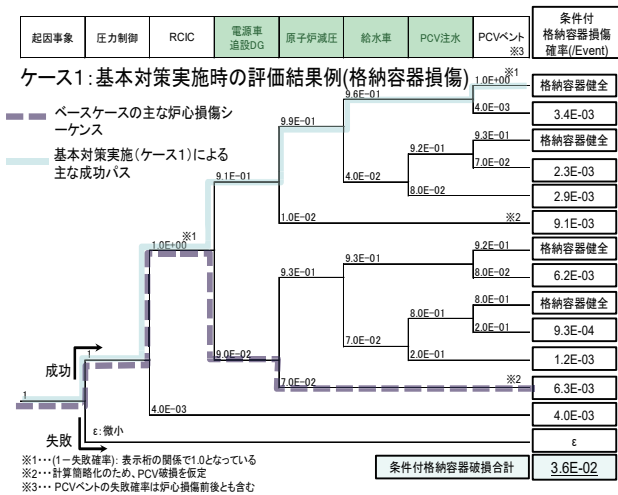 起因事象 圧力制御 RCIC 電源車 追設DG 原子炉減圧 給水車 PCV注水 PCVベント ※3 条件付 格納容器損傷 確率(/Event)
ケース1:基本対策実施時の評価結果例(格納容器損傷)
ベースケースの主な炉心損傷シーケンス
基本対策実施(ケース1)による
主な成功パス
1.0E+00 ※1
格納容器健全
9.6E-01
4.0E-03
3.4E-03
9.9E-01
9.3E-01
格納容器健全
9.2E-01
7.0E-02
2.3E-03
4.0E-02
8.0E-02
2.9E-03
9.1E-01
1.0E-02
※2
9.1E-03
1.0E+00 ※1
9.2E-01
格納容器健全
9.3E-01
9.3E-01
8.0E-02
6.2E-03
8.0E-01
格納容器健全
8.0E-01
2.0E-01
9.3E-04
7.0E-02
2.0E-01
1.2E-03
9.0E-02
7.0E-02
※2
6.3E-03
成功
1
1
4.0E-03
4.0E-03
失敗
ε:微小
ε
※1・・・(1-失敗確率): 表示桁の関係で1.0となっている
※2・・・計算簡略化のため、PCV破損を仮定
※3・・・ PCVベントの失敗確率は炉心損傷前後とも含む
条件付格納容器破損合計
3.6E-02